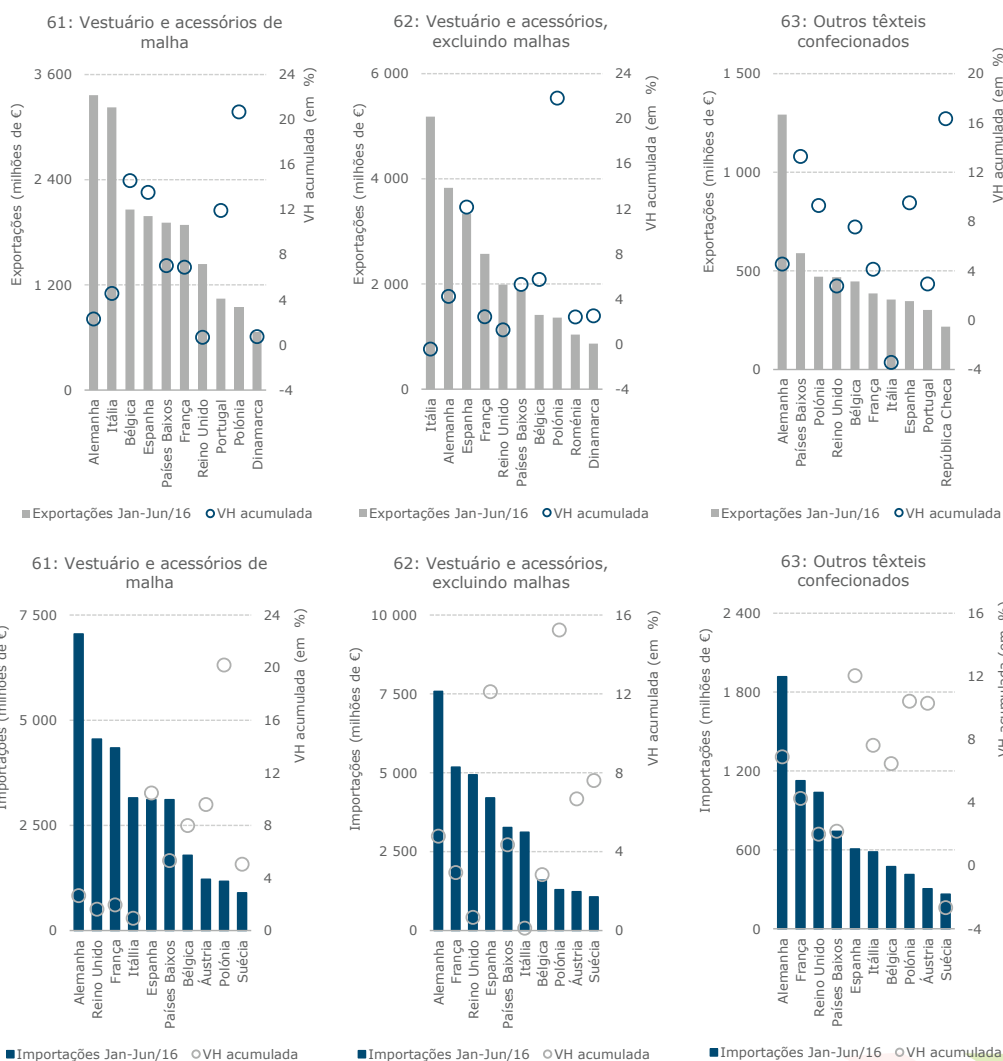 61: Vestuário e acessórios de
malha
3 600
2 400
1 200
0
Exportações (milhões de €)
24
20
16
12
8
4
0
-4
VH acumulada (em %)
Alemanha
Itália
Bélgica
Espanha
Países Baixos
França
Reino Unido
Portugal
Polónia
Dinamarca
Exportações Jan-Jun/16 VH acumulada
62: Vestuário e acessórios,
excluindo malhas
6 000
4 000
2 000
0
Exportações (milhões de €)
24
20
16
12
8
4
0
-4
VH acumulada (em %)
Itália
Alemanha
Espanha
França
Reino Unido
Países Baixos
Bélgica
Polónia
Roménia
Dinamarca
Exportações Jan-Jun/16 VH acumulada
63: Outros têxteis
confecionados
1 500
1 000
500
0
Exportações (milhões de €)
20
16
12
8
4
0
-4
VH acumulada (em %)
Alemanha
Países Baixos
Polónia
Reino Unido
Bélgica
França
Itália
Espanha
Portugal
República Checa
Exportações Jan-Jun/16 VH acumulada
61: Vestuário e acessórios de
malha
7 500
5 000
2 500
0
Importações (milhões de €)
24
20
16
12
8
4
0
VH acumulada (em %)
Alemanha
Reino Unido
França
Itállia
Espanha
Países Baixos
Bélgica
Áustria
Polónia
Suécia
Importações Jan-Jun/16 VH acumulada
62: Vestuário e acessórios,
excluindo malhas
10 000
7 500
5 000
2 500
0
Importações (milhões de €)
16
12
8
4
0
VH acumulada (em %)
Alemanha
França
Reino Unido
Espanha
Países Baixos
Itállia
Bélgica
Polónia
Áustria
Suécia
Importações Jan-Jun/16 VH acumulada
63: Outros têxteis
confecionados
2 400
1 800
1 200
600
0
Importações (milhões de €)
16
12
8
4
0
-4
VH acumulada (em %)
Alemanha
França
Reino Unido
Países Baixos
Espanha
Itállia
Bélgica
Polónia
Áustria
Suécia
Importações Jan-Jun/16 VH acumulada